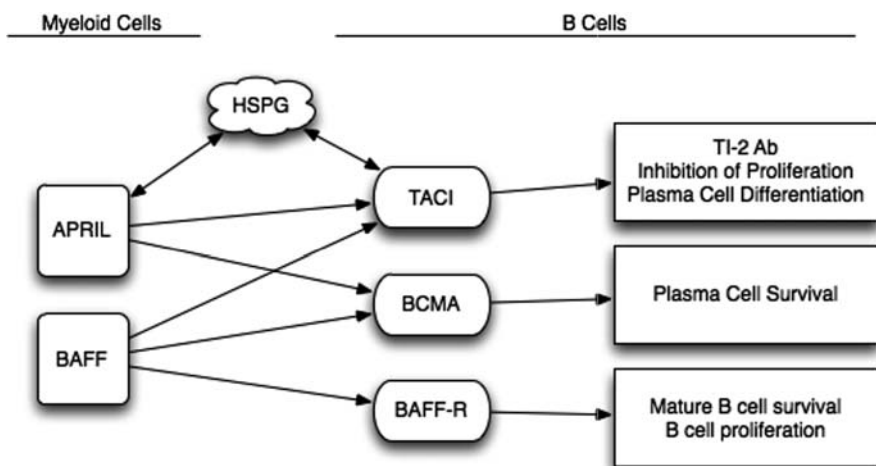 Myeloid Cells
B Cells
HSPG
APRIL
BAFF
TACI
BCMA
BAFF-R
TI-2 Ab
Inhibition of Proliferation
Plasma Cell Differentiation
Plasma Cell Survival
Mature B cell survival
B cell proliferation